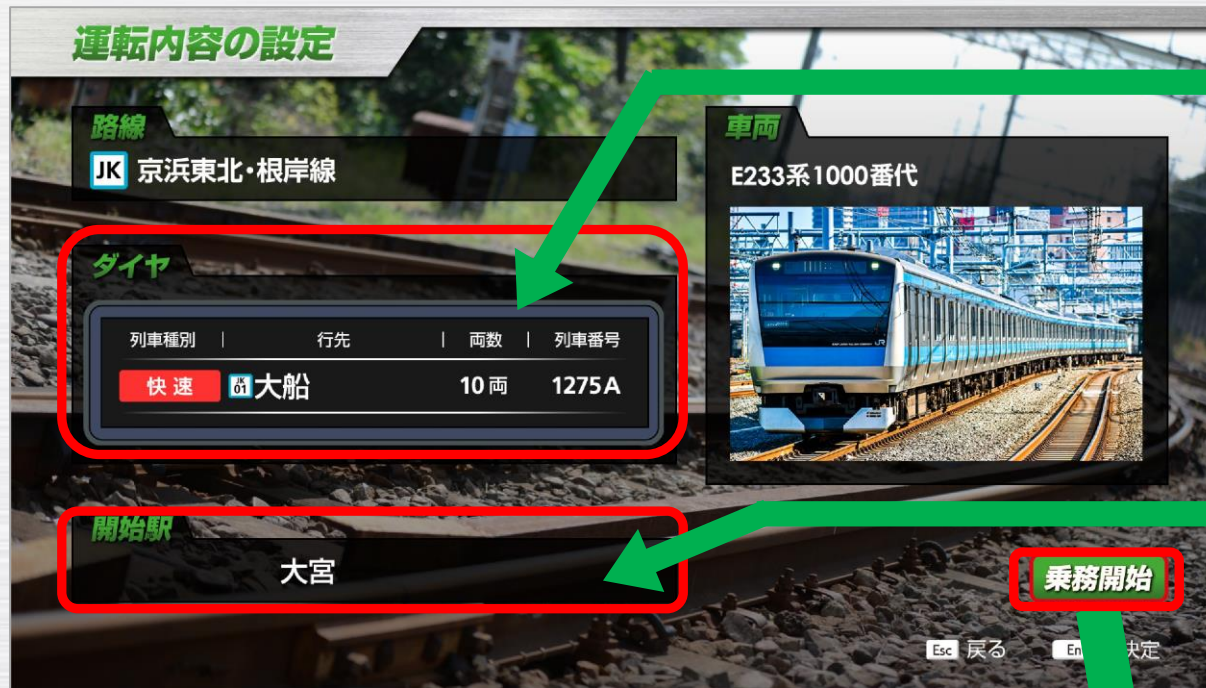 運転内容の設定
路線
JK 京浜東北・根岸線
車両
E233系1000番代
ダイヤ
列車種別 | 行先 | 両数 | 列車番号
快速 JK 01 大船 10両 1275A
開始駅
大宮
乗務開始
Esc 戻る En 決定